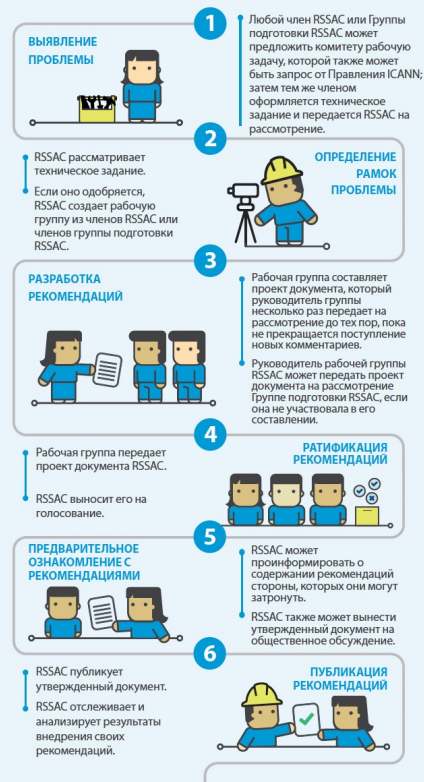 1
ВЫЯВЛЕНИЕ
ПРОБЛЕМЫ
Любой член RSSAC или Группы
подготовки RSSAC может
предложить комитету рабочую
задачу, которой также может
быть запрос от Правления ICANN;
затем тем же членом
оформляется техническое
задание и передается RSSAC на
рассмотрение.
2
ОПРЕДЕЛЕНИЕ
РАМОК
ПРОБЛЕМЫ
RSSAC рассматривает
техническое задание.
Если оно одобряется,
RSSAC создает рабочую
группу из членов RSSAC или
членов группы подготовки
RSSAC.
3
РАЗРАБОТКА
РЕКОМЕНДАЦИЙ
Рабочая группа составляет
проект документа, который
руководитель группы
несколько раз передает на
рассмотрение до тех пор, пока
не прекращается поступление
новых комментариев.
Руководитель рабочей группы
RSSAC может передать проект
документа на рассмотрение
Группе подготовки RSSAC, если
она не участвовала в его
составлении.
4
РАТИФИКАЦИЯ
РЕКОМЕНДАЦИЙ
Рабочая группа передает
проект документа RSSAC.
RSSAC выносит его на
голосование.
5
ПРЕДВАРИТЕЛЬНОЕ
ОЗНАКОМЛЕНИЕ С
РЕКОМЕНДАЦИЯМИ
RSSAC может
проинформировать о
содержании рекомендаций
стороны, которых они могут
затронуть.
RSSAC также может вынести
утвержденный документ на
общественное обсуждение.
6
ПУБЛИКАЦИЯ
РЕКОМЕНДАЦИЙ
RSSAC публикует
утвержденный документ.
RSSAC отслеживает и
анализирует результаты
внедрения своих
рекомендаций.